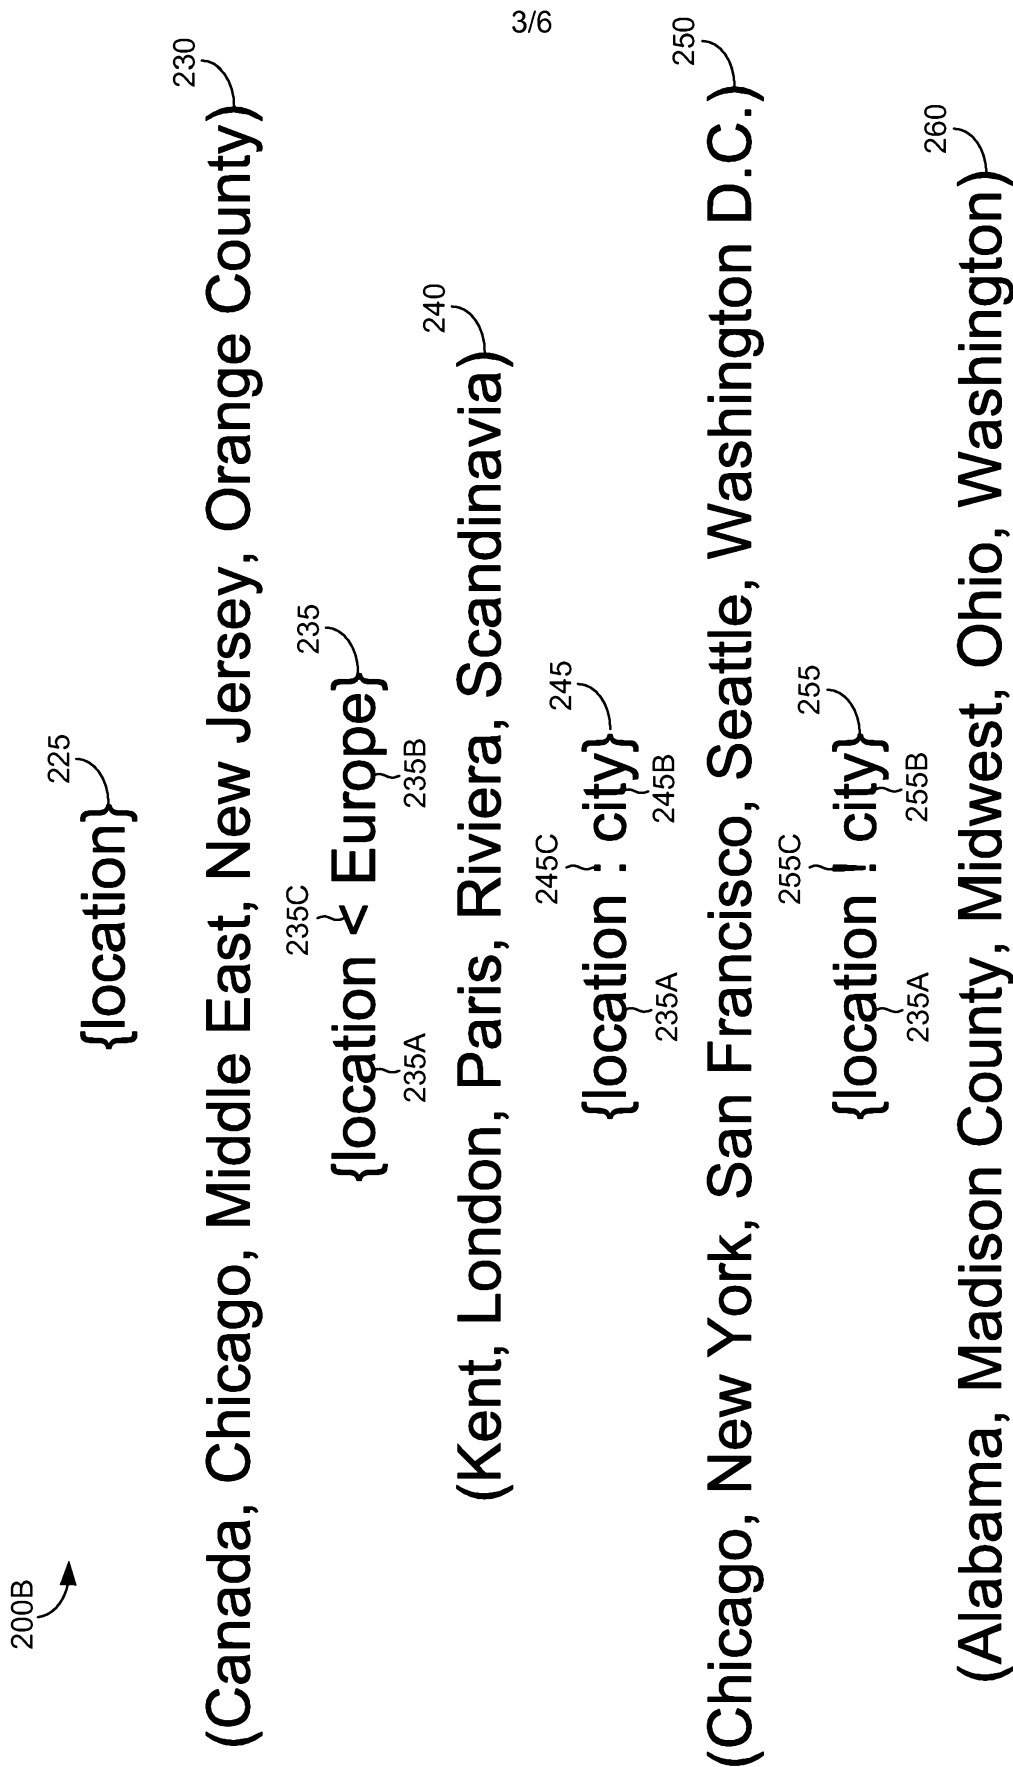 3/6
200B
{location}
225
(Canada, Chicago, Middle East, New Jersey, Orange County)
230
{location < Europe}
235
235A
235C
235B
(Kent, London, Paris, Riviera, Scandinavia)
240
{location : city}
245
235A
245C
245B
(Chicago, New York, San Francisco, Seattle, Washington D.C.)
250
{location ! city}
255
235A
255C
255B
(Alabama, Madison County, Midwest, Ohio, Washington)
260